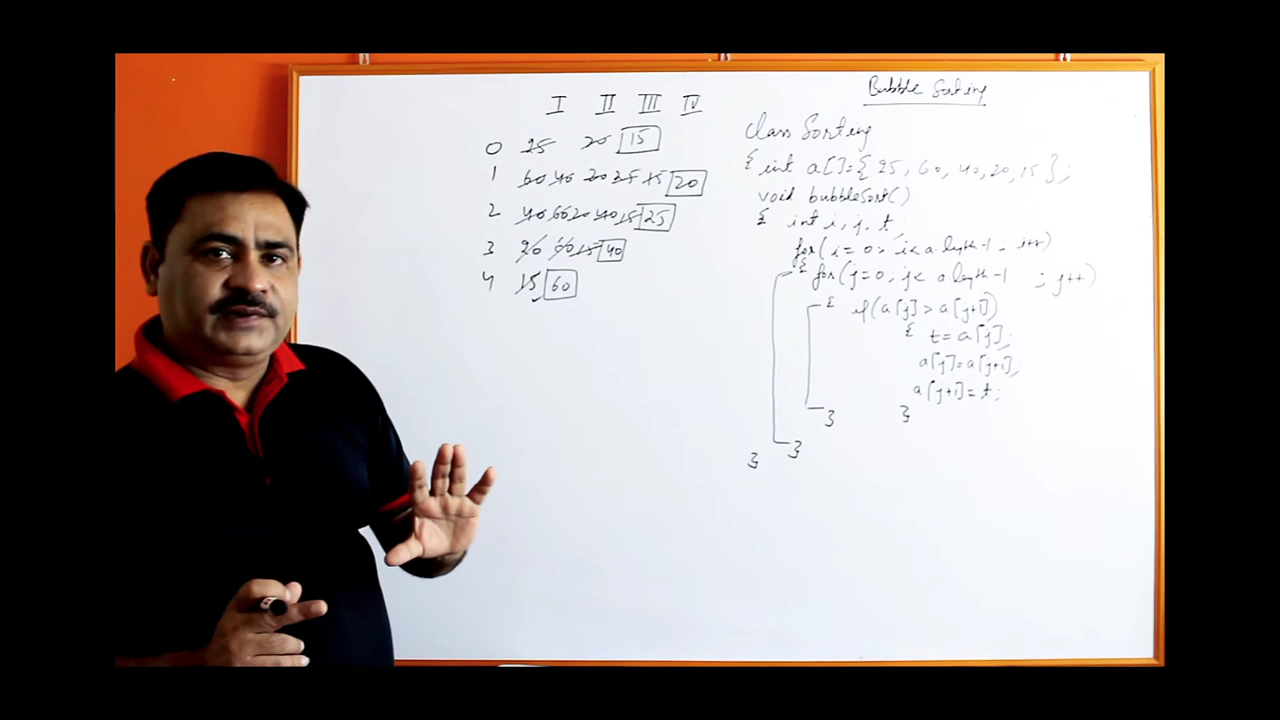 Bubble Sorting
I II III IV
0 25 20 15
1 60 40 20 25 15 20
2 40 60 20 40 15 25
3 20 60 15 40
4 15 60
class Sorting
{ int a[]={ 25, 60, 40, 20, 15 };
void bubbleSort()
{ int i, j, t;
for( i = 0; i< a.length-1; i++)
{ for(j=0; j< a.length-1 ; j++)
{ if(a[j] > a[j+1])
{ t= a[j];
a[j]=a[j+1];
a[j+1]= t;
} }
}
}